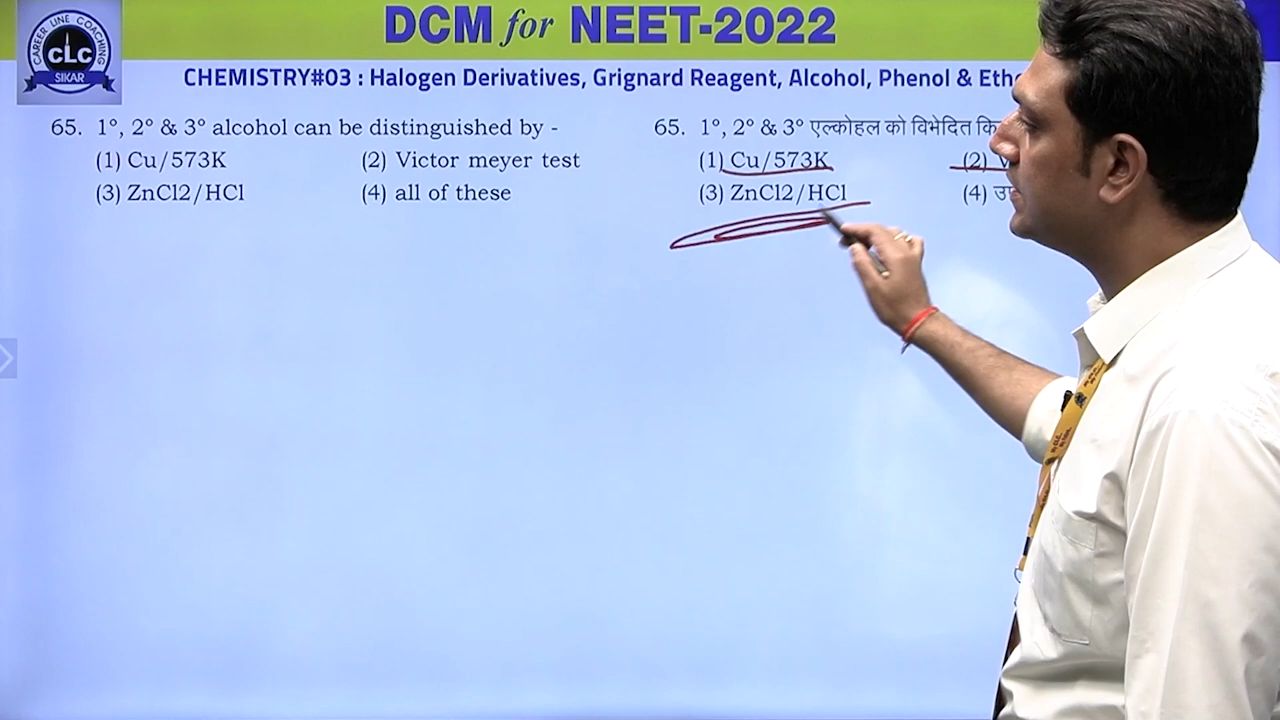 DCM for NEET-2022
CAREER LINE COACHING
CLC
SIKAR
CHEMISTRY#03 : Halogen Derivatives, Grignard Reagent, Alcohol, Phenol &
65. 1°, 2° & 3° alcohol can be distinguished by -
(1) Cu/573K (2) Victor meyer test
(3) ZnCl2/HCl (4) all of these
65. 1°, 2° & 3° एल्कोहल को विभेदित
(1) Cu/573K (2)
(3) ZnCl2/HCl (4)